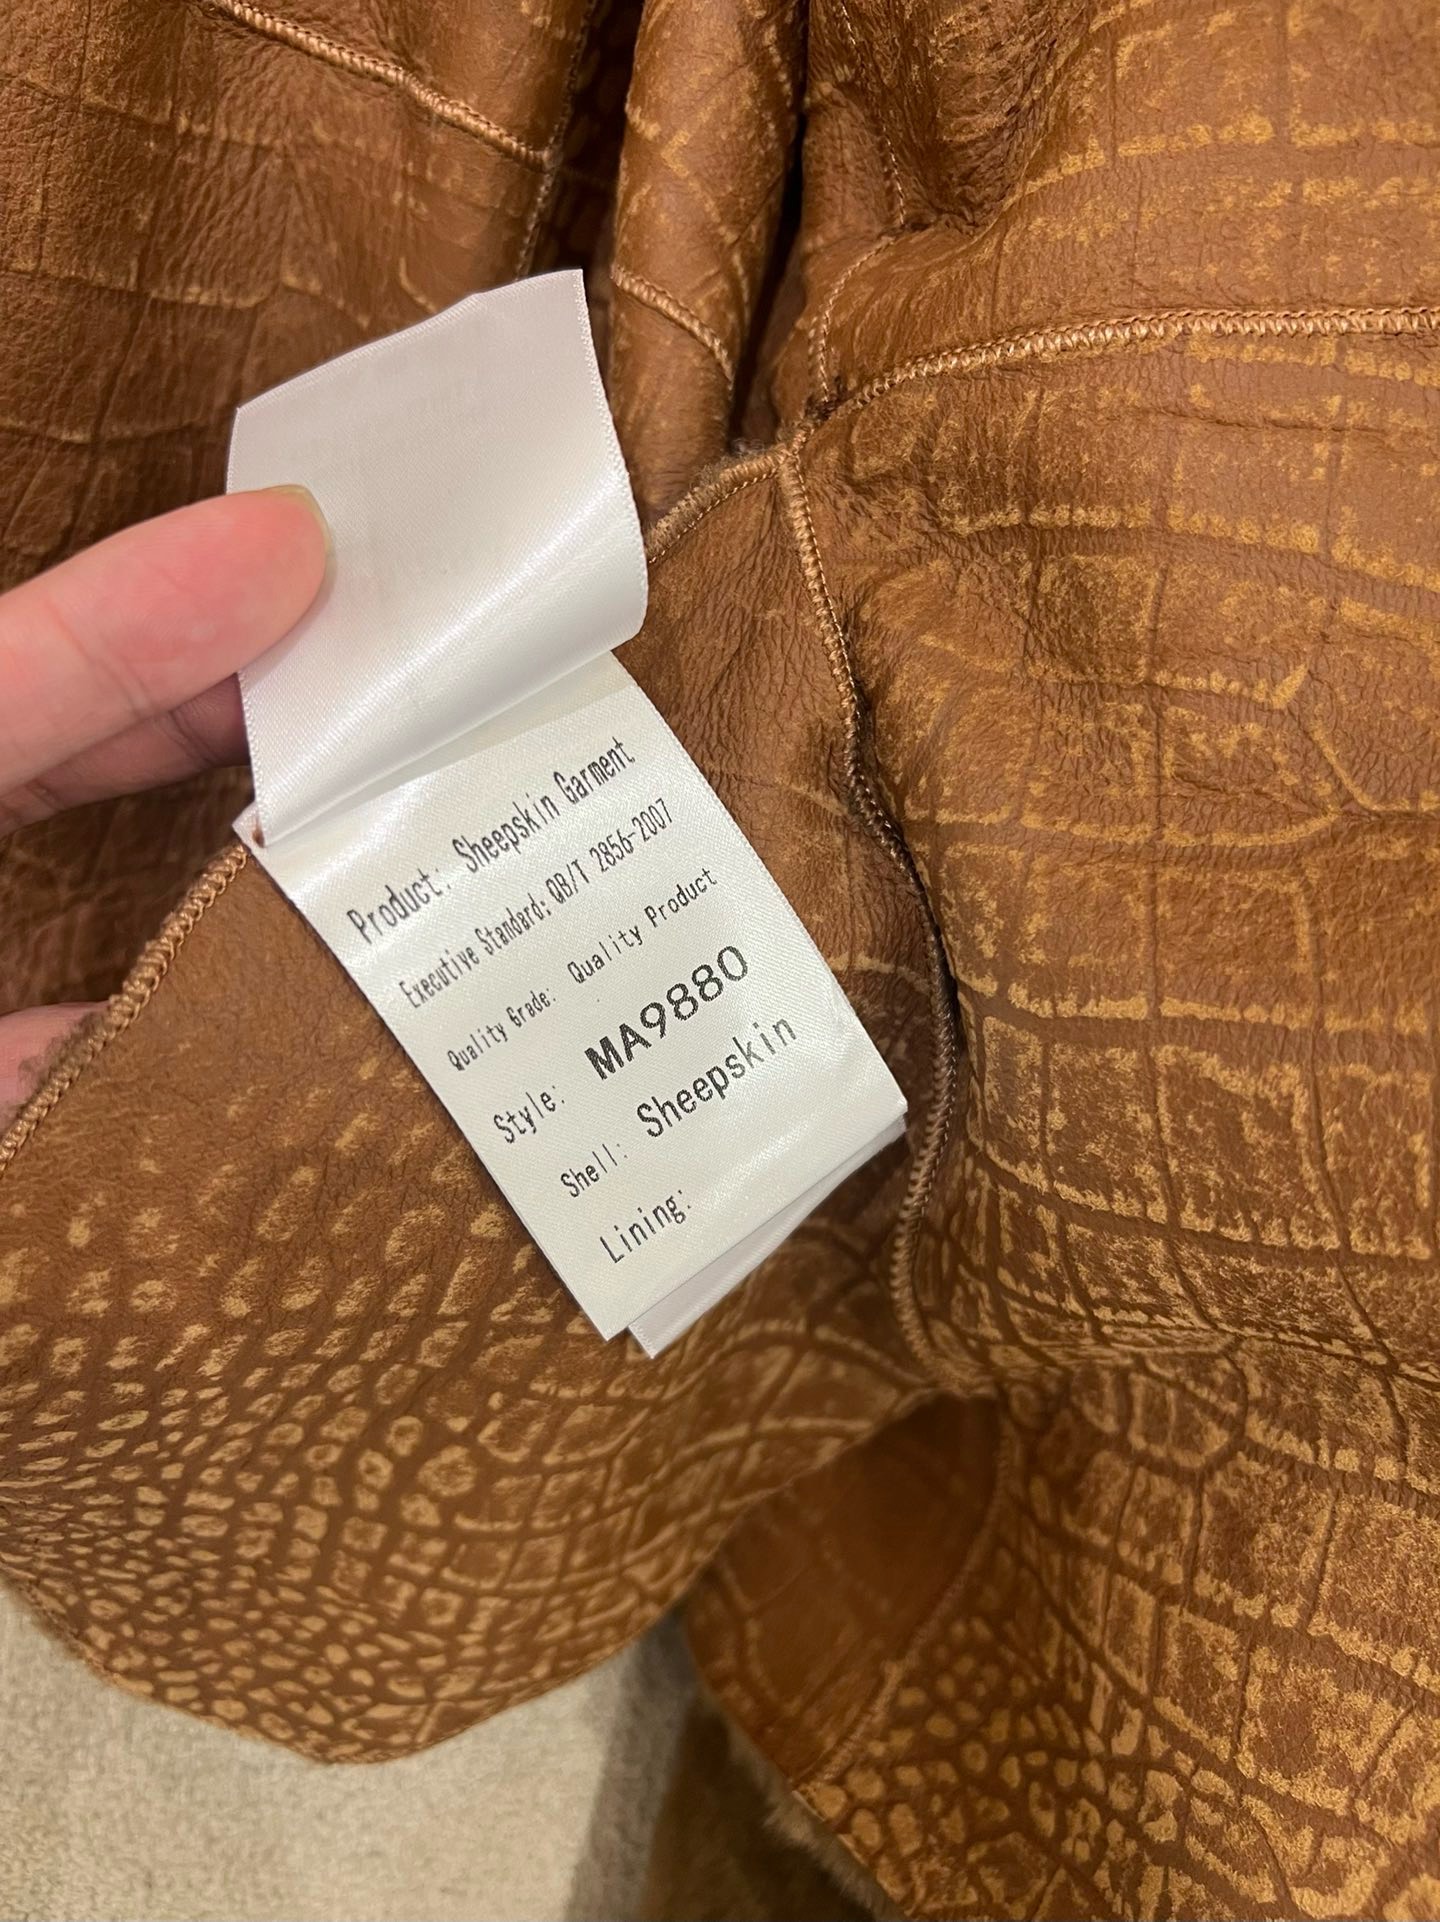 Product: Sheepskin Garment
Executive Standard: QB/T 2856-2007
Quality Grade: Quality Product
Style: MA9880
Shell: Sheepskin
Lining: